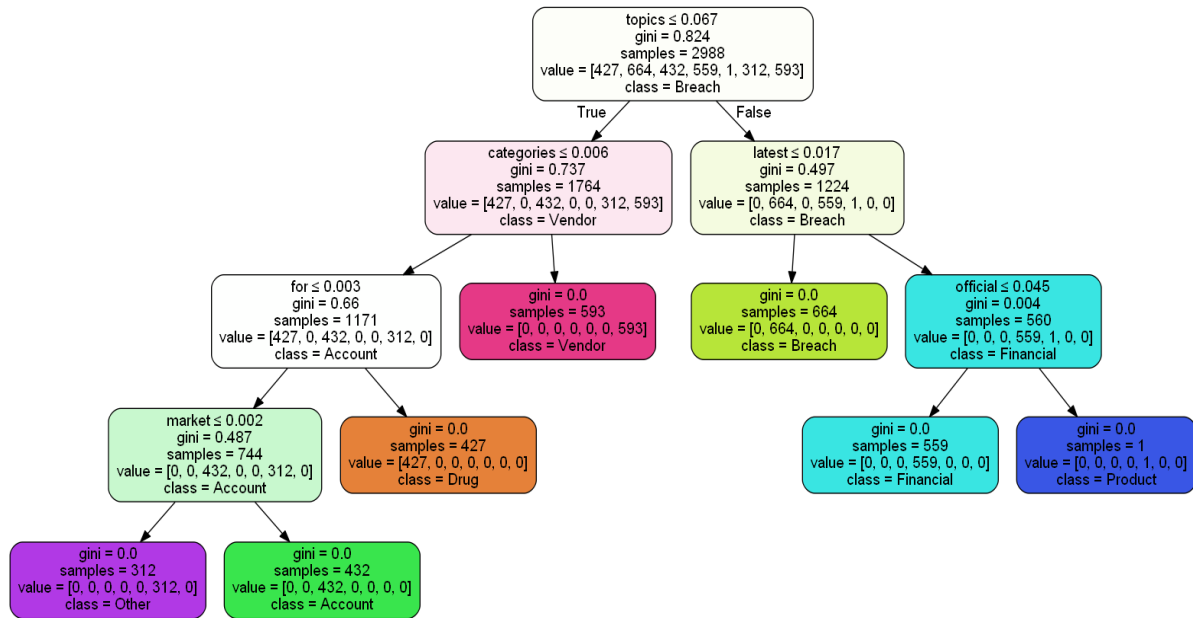 topics ≤ 0.067
gini = 0.824
samples = 2988
value = [427, 664, 432, 559, 1, 312, 593]
class = Breach
True
False
categories ≤ 0.006
gini = 0.737
samples = 1764
value = [427, 0, 432, 0, 0, 312, 593]
class = Vendor
latest ≤ 0.017
gini = 0.497
samples = 1224
value = [0, 664, 0, 559, 1, 0, 0]
class = Breach
for ≤ 0.003
gini = 0.66
samples = 1171
value = [427, 0, 432, 0, 0, 312, 0]
class = Account
gini = 0.0
samples = 593
value = [0, 0, 0, 0, 0, 0, 593]
class = Vendor
gini = 0.0
samples = 664
value = [0, 664, 0, 0, 0, 0, 0]
class = Breach
official ≤ 0.045
gini = 0.004
samples = 560
value = [0, 0, 0, 559, 1, 0, 0]
class = Financial
market ≤ 0.002
gini = 0.487
samples = 744
value = [0, 0, 432, 0, 0, 312, 0]
class = Account
gini = 0.0
samples = 427
value = [427, 0, 0, 0, 0, 0, 0]
class = Drug
gini = 0.0
samples = 559
value = [0, 0, 0, 559, 0, 0, 0]
class = Financial
gini = 0.0
samples = 1
value = [0, 0, 0, 0, 1, 0, 0]
class = Product
gini = 0.0
samples = 312
value = [0, 0, 0, 0, 0, 312, 0]
class = Other
gini = 0.0
samples = 432
value = [0, 0, 432, 0, 0, 0, 0]
class = Account